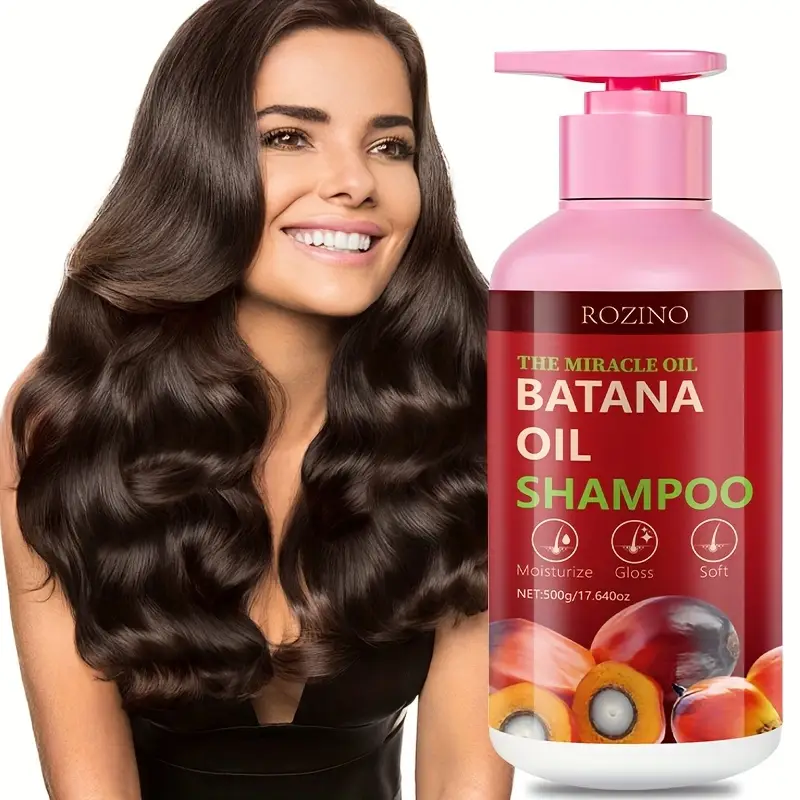 ROZINO
THE MIRACLE OIL
BATANA
OIL
SHAMPOO
Moisturize Gloss Soft
NET:500g/17.640oz